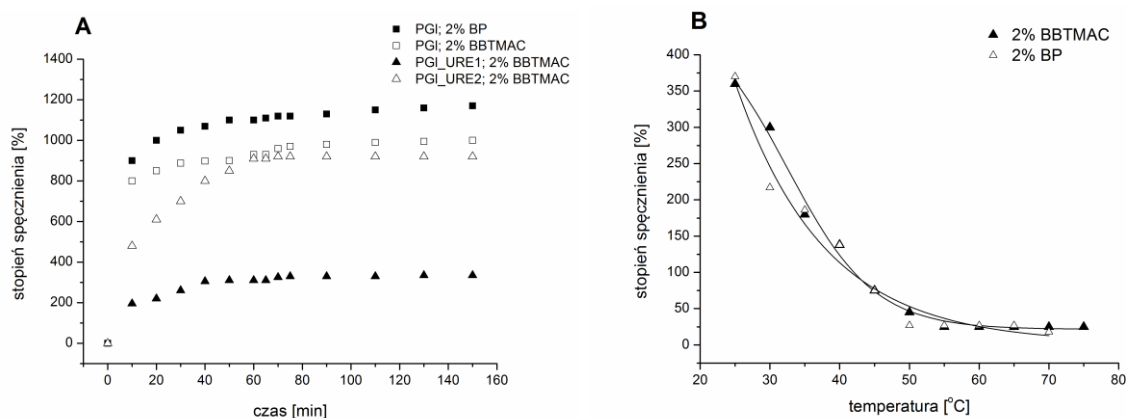 A
■ PGl; 2% BP
□ PGl; 2% BBTMAC
▲ PGl_URE1; 2% BBTMAC
△ PGl_URE2; 2% BBTMAC
1400
1200
1000
800
600
400
200
0
stopień spęcznienia [%]
0 20 40 60 80 100 120 140 160
czas [min]
B
▲ 2% BBTMAC
△ 2% BP
400
350
300
250
200
150
100
50
0
stopień spęcznienia [%]
20 30 40 50 60 70 80
temperatura [°C]